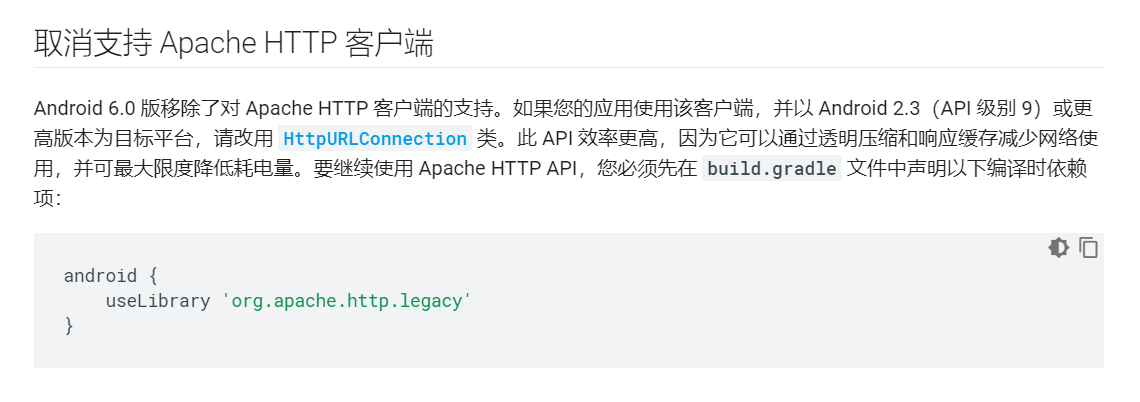 取消支持 Apache HTTP 客户端
Android 6.0 版移除了对 Apache HTTP 客户端的支持。如果您的应用使用该客户端，并以 Android 2.3（API 级别 9）或更
高版本为目标平台，请改用 HttpURLConnection 类。此 API 效率更高，因为它可以通过透明压缩和响应缓存减少网络使
用，并可最大限度降低耗电量。要继续使用 Apache HTTP API，您必须先在 build.gradle 文件中声明以下编译时依赖
项：
android {
    useLibrary 'org.apache.http.legacy'
}